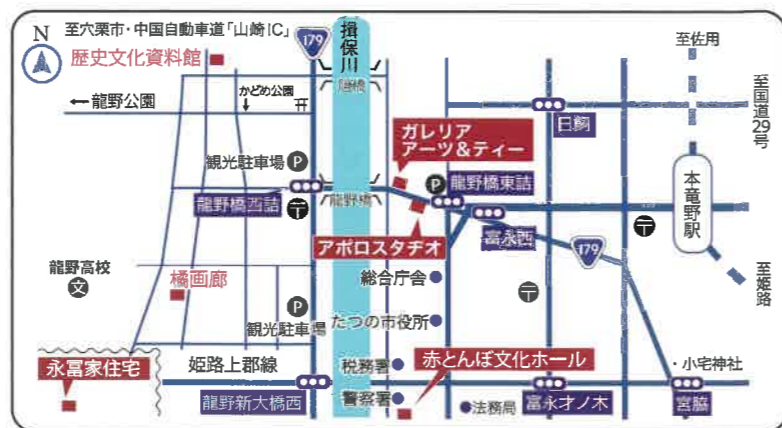 N
至宍粟市・中国自動車道「山崎IC」
179
揖保川
至佐用
歴史文化資料館
至国道29号
←龍野公園
かどめ公園
↓
日飼
ガレリア
アーツ&ティー
観光駐車場 P
P
龍野橋東詰
本竜野駅
龍野橋西詰
龍野橋
〒
富永西
〒
アポロスタヂオ
179
龍野高校
文
橘画廊
総合庁舎
〒
至姫路
P
観光駐車場
たつの市役所
永富家住宅
姫路上郡線
税務署
赤とんぼ文化ホール
・小宅神社
龍野新大橋西
警察署
●法務局
富永才ノ木
宮脇